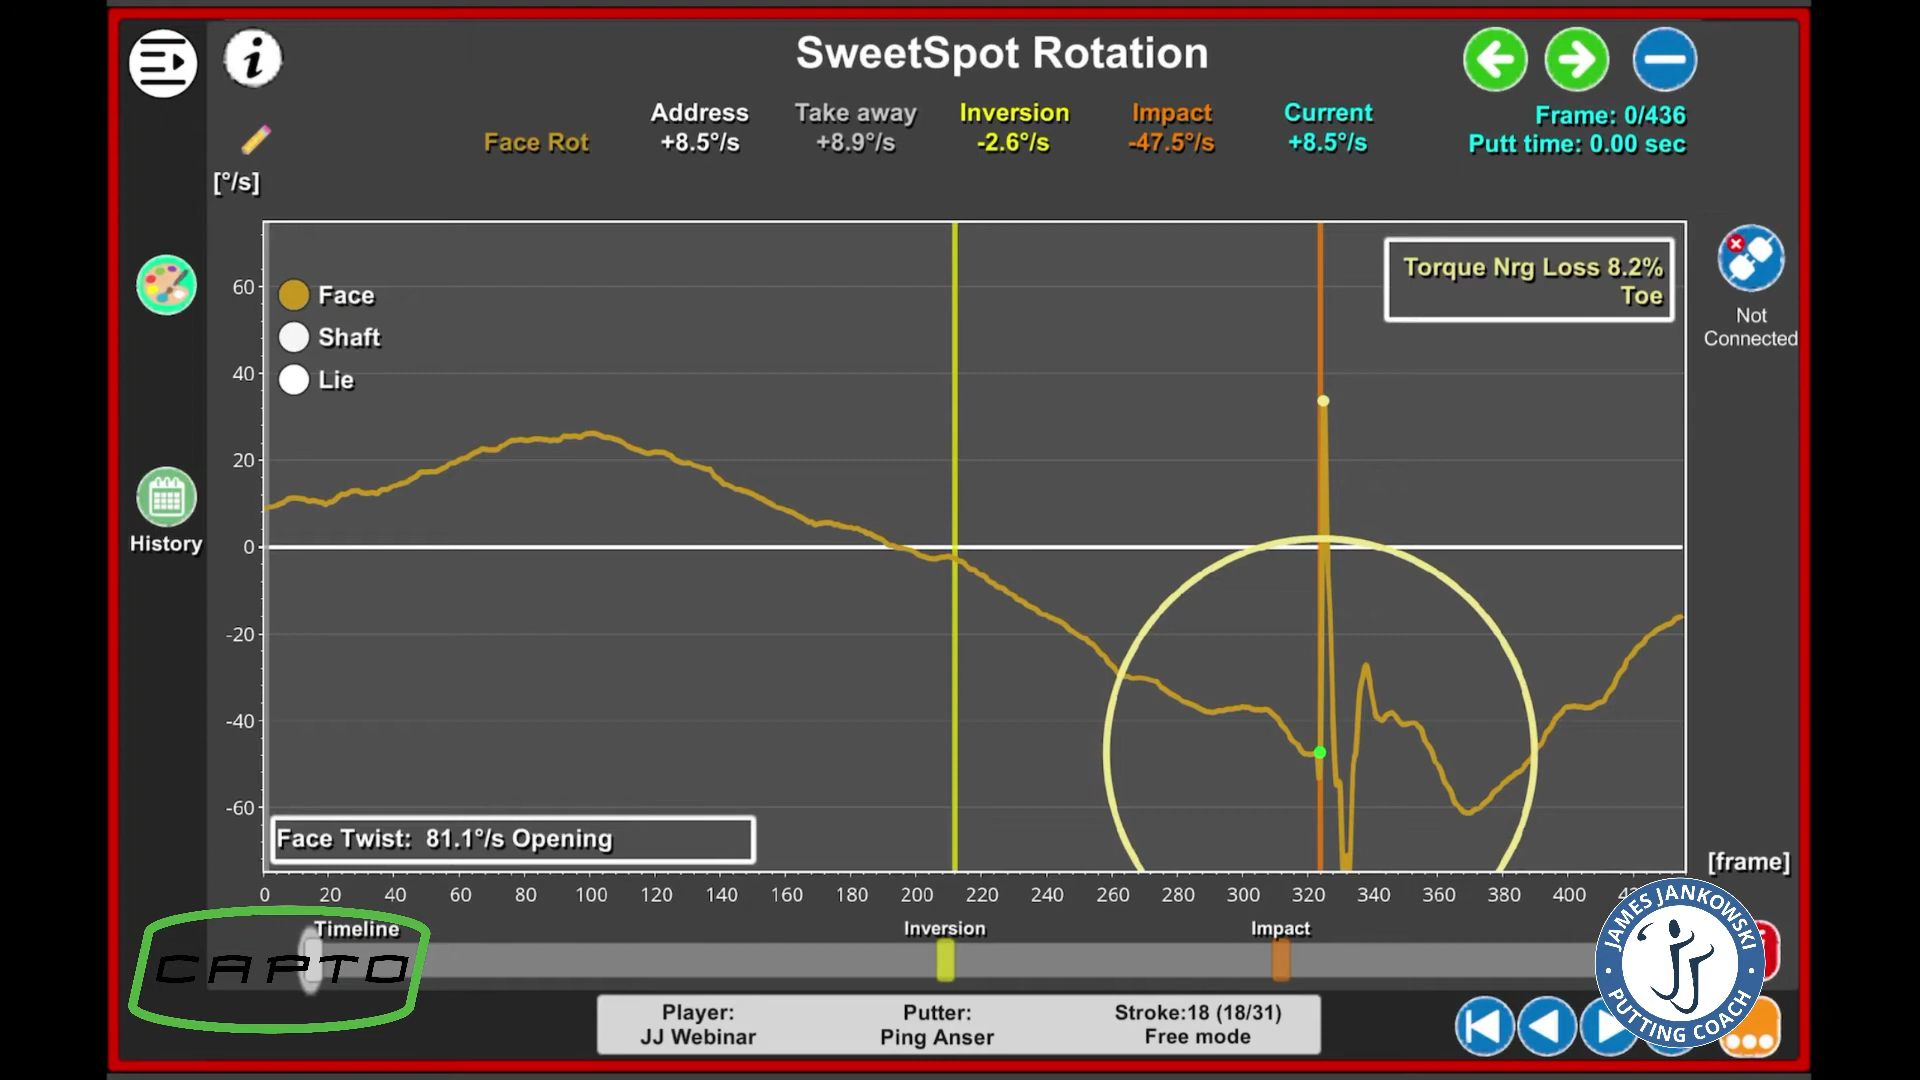 SweetSpot Rotation
Address Take away Inversion Impact Current Frame: 0/436
Face Rot +8.5°/s +8.9°/s -2.6°/s -47.5°/s +8.5°/s Putt time: 0.00 sec
[°/s]
Torque Nrg Loss 8.2%
Toe
60
Face
Not
Connected
Shaft
40
Lie
20
History
0
-20
-40
-60
Face Twist: 81.1°/s Opening
[frame]
0 20 40 60 80 100 120 140 160 180 200 220 240 260 280 300 320 340 360 380 400
Timeline Inversion Impact
CAPTO
JAMES JANKOWSKI
PUTTING COACH
Player: Putter: Stroke:18 (18/31)
JJ Webinar Ping Anser Free mode